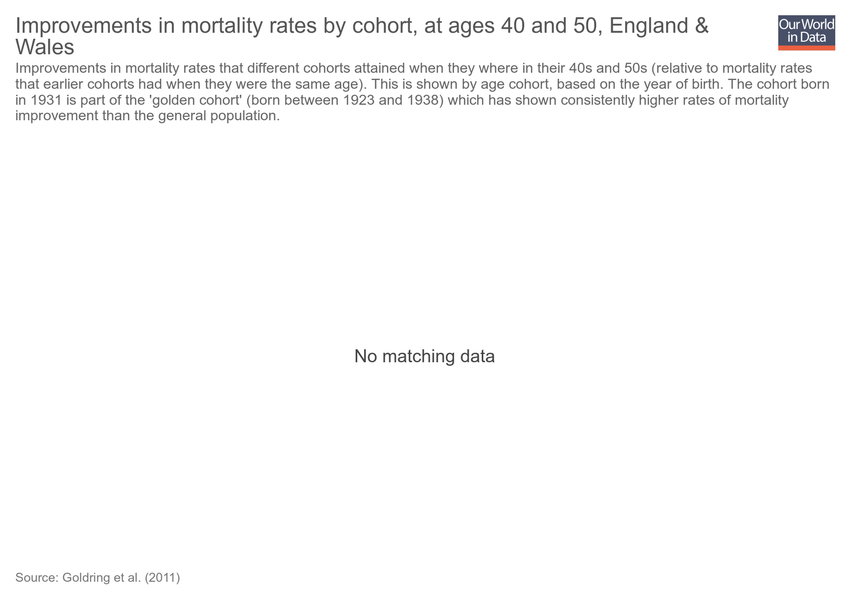 Improvements in mortality rates by cohort, at ages 40 and 50, England &
Wales
Our World
in Data
Improvements in mortality rates that different cohorts attained when they where in their 40s and 50s (relative to mortality rates
that earlier cohorts had when they were the same age). This is shown by age cohort, based on the year of birth. The cohort born
in 1931 is part of the 'golden cohort' (born between 1923 and 1938) which has shown consistently higher rates of mortality
improvement than the general population.
No matching data
Source: Goldring et al. (2011)